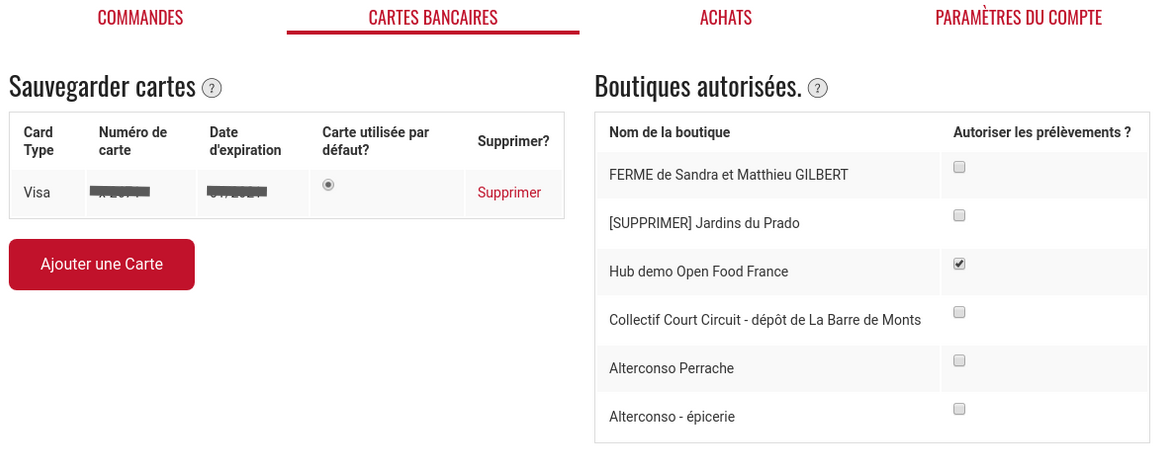 COMMANDES CARTES BANCAIRES ACHATS PARAMÈTRES DU COMPTE
Sauvegarder cartes ?
Card Type Numéro de carte Date d'expiration Carte utilisée par défaut? Supprimer?
Visa Supprimer
Ajouter une Carte
Boutiques autorisées. ?
Nom de la boutique Autoriser les prélèvements ?
FERME de Sandra et Matthieu GILBERT
[SUPPRIMER] Jardins du Prado
Hub demo Open Food France
Collectif Court Circuit - dépôt de La Barre de Monts
Alterconso Perrache
Alterconso - épicerie